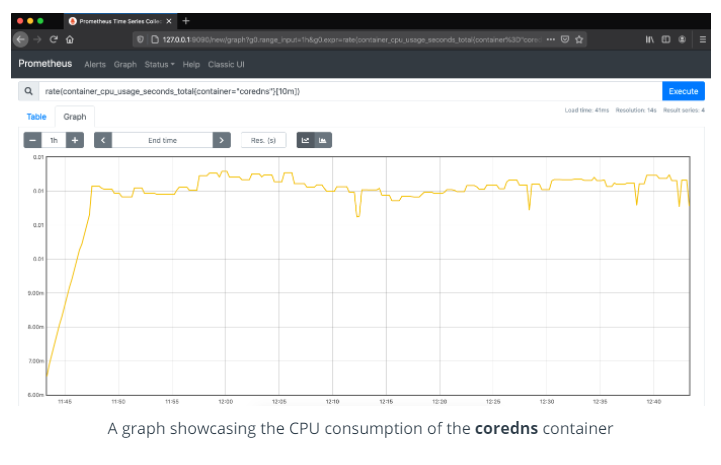 Prometheus Time Series Collec × +
127.0.0.1:9090/new/graph?g0.range_input=1h&g0.expr=rate(container_cpu_usage_seconds_total{container%3D"core
Prometheus Alerts Graph Status Help Classic UI
rate(container_cpu_usage_seconds_total{container="coredns"}[10m]) Execute
Load time: 41ms Resolution: 14s Result series: 4
Table Graph
− 1h + < End time > Res. (s)
0.01
0.01
0.01
0.01
9.00m
8.00m
7.00m
6.00m
11:45 11:50 11:55 12:00 12:05 12:10 12:15 12:20 12:25 12:30 12:35 12:40
A graph showcasing the CPU consumption of the coredns container